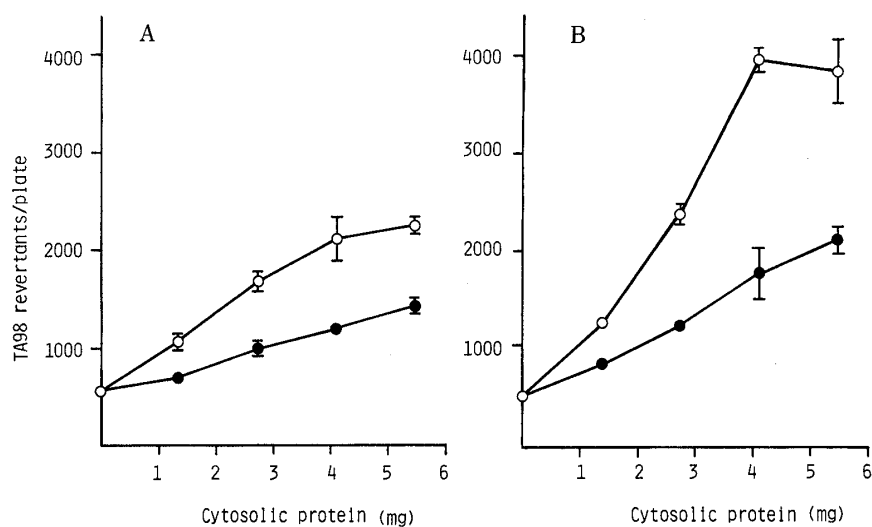 A
4000
3000
2000
1000
TA98 revertants/plate
1 2 3 4 5 6
Cytosolic protein (mg)
B
4000
3000
2000
1000
1 2 3 4 5 6
Cytosolic protein (mg)